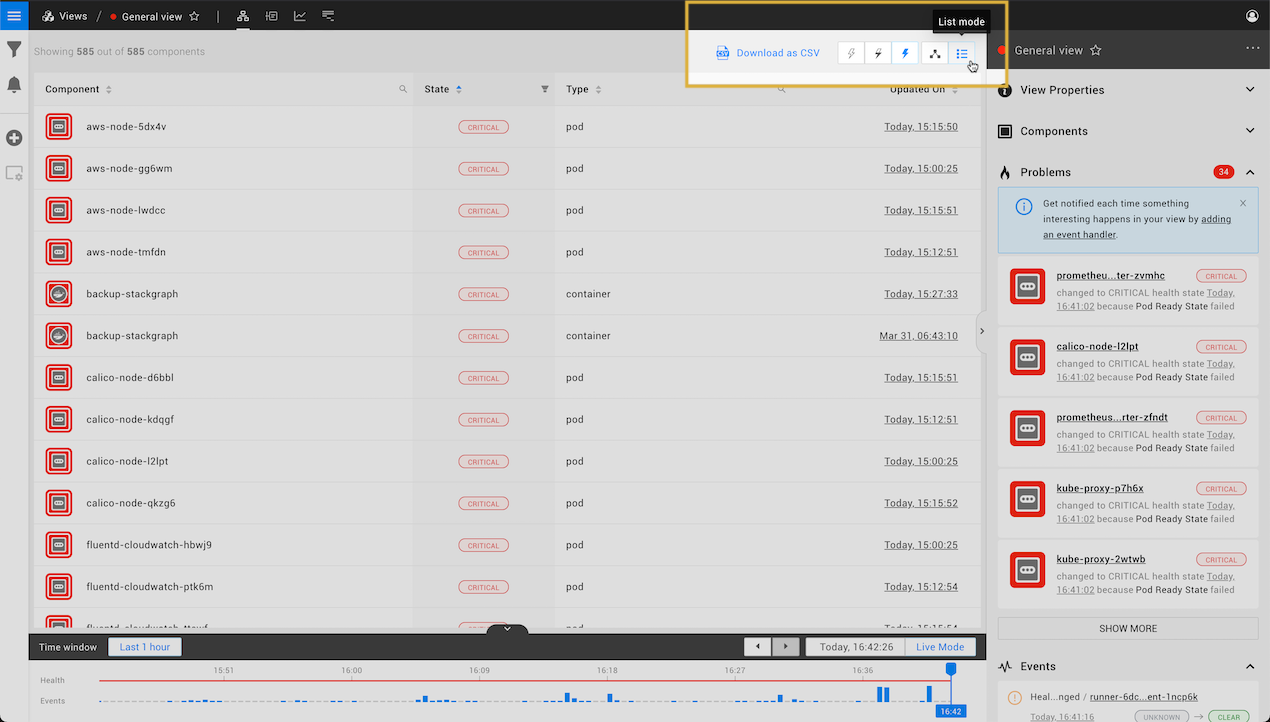 Views / General view
List mode
Showing 585 out of 585 components
CSV Download as CSV
General view
Component State Type Updated On
aws-node-5dx4v CRITICAL pod Today, 15:15:50
aws-node-gg6wm CRITICAL pod Today, 15:00:25
aws-node-lwdcc CRITICAL pod Today, 15:15:51
aws-node-tmfdn CRITICAL pod Today, 15:12:51
backup-stackgraph CRITICAL container Today, 15:27:33
backup-stackgraph CRITICAL container Mar 31, 06:43:10
calico-node-d6bbl CRITICAL pod Today, 15:15:51
calico-node-kdqgf CRITICAL pod Today, 15:12:51
calico-node-l2lpt CRITICAL pod Today, 15:00:25
calico-node-qkzg6 CRITICAL pod Today, 15:15:52
fluentd-cloudwatch-hbwj9 CRITICAL pod Today, 15:00:25
fluentd-cloudwatch-ptk6m CRITICAL pod Today, 15:12:54
View Properties
Components
Problems 34
Get notified each time something
interesting happens in your view by adding
an event handler.
prometheu...ter-zvmhc CRITICAL
changed to CRITICAL health state Today,
16:41:02 because Pod Ready State failed
calico-node-l2lpt CRITICAL
changed to CRITICAL health state Today,
16:41:02 because Pod Ready State failed
prometheus...rter-zfndt CRITICAL
changed to CRITICAL health state Today,
16:41:02 because Pod Ready State failed
kube-proxy-p7h6x CRITICAL
changed to CRITICAL health state Today,
16:41:02 because Pod Ready State failed
kube-proxy-2wtwb CRITICAL
changed to CRITICAL health state Today,
16:41:02 because Pod Ready State failed
SHOW MORE
Events
Heal...nged / runner-6dc...ent-1ncp6k
Today, 16:41:16 UNKNOWN → CLEAR
Time window Last 1 hour Today, 16:42:26 Live Mode
15:51 16:00 16:09 16:18 16:27 16:36
Health
Events
16:42